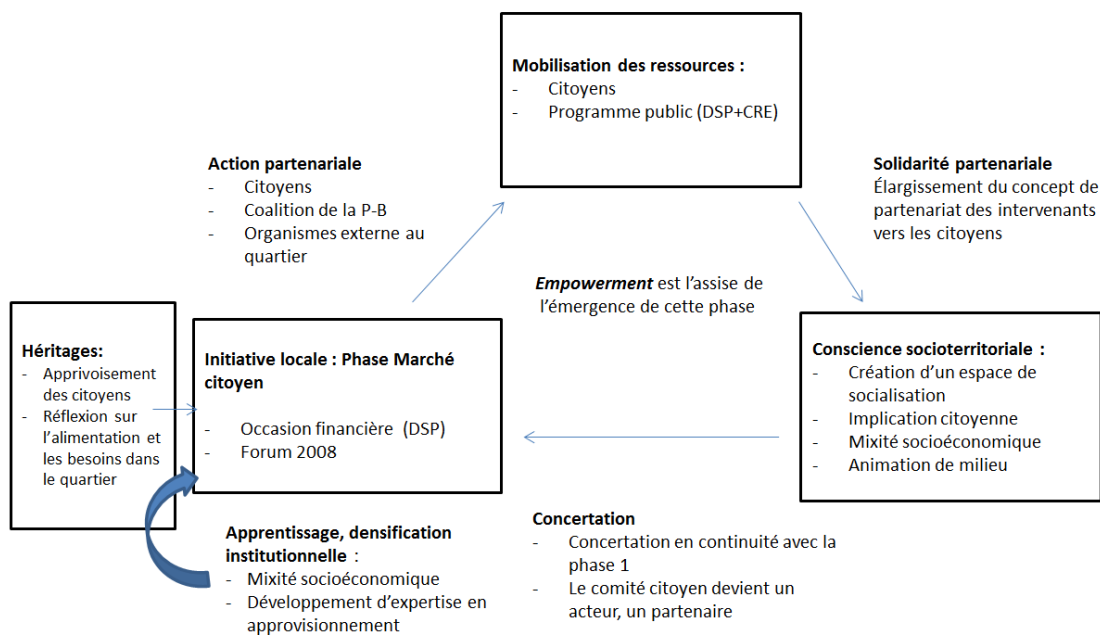 Mobilisation des ressources :
- Citoyens
- Programme public (DSP+CRE)
Action partenariale
- Citoyens
- Coalition de la P-B
- Organismes externe au
quartier
Solidarité partenariale
Élargissement du concept de
partenariat des intervenants
vers les citoyens
Empowerment est l'assise de
l'émergence de cette phase
Héritages:
- Apprivoisement
des citoyens
- Réflexion sur
l'alimentation et
les besoins dans
le quartier
Initiative locale : Phase Marché
citoyen
- Occasion financière (DSP)
- Forum 2008
Conscience socioterritoriale :
- Création d'un espace de
socialisation
- Implication citoyenne
- Mixité socioéconomique
- Animation de milieu
Apprentissage, densification
institutionnelle :
- Mixité socioéconomique
- Développement d'expertise en
approvisionnement
Concertation
- Concertation en continuité avec la
phase 1
- Le comité citoyen devient un
acteur, un partenaire